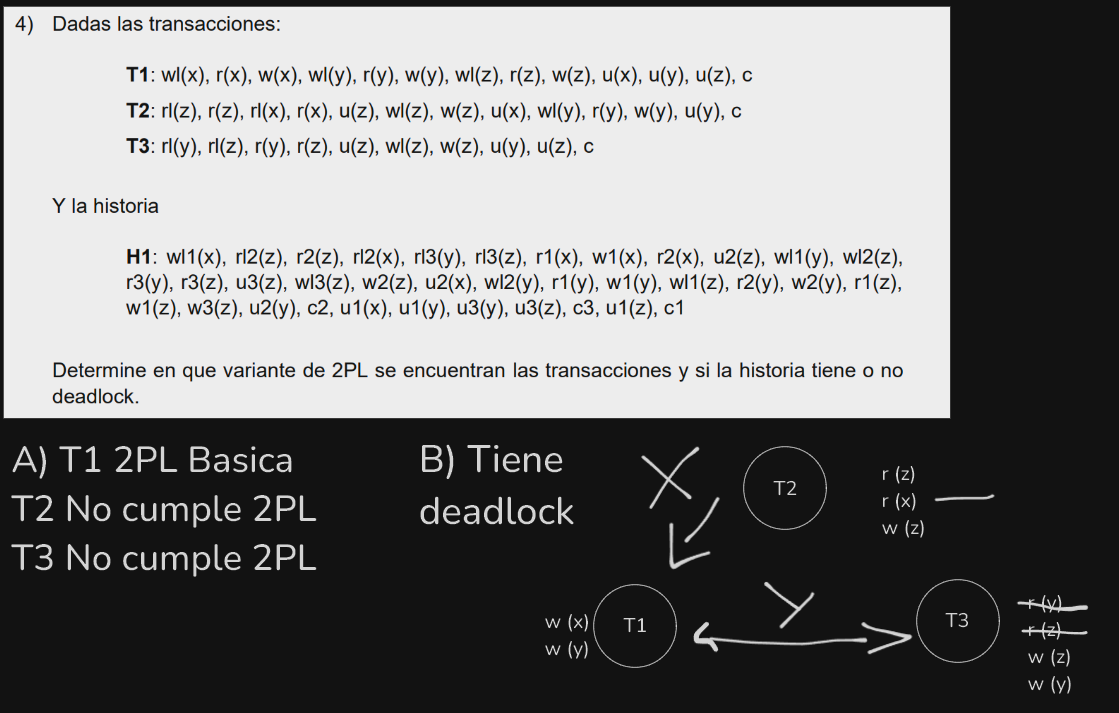 4) Dadas las transacciones:
T1: wl(x), r(x), w(x), wl(y), r(y), w(y), wl(z), r(z), w(z), u(x), u(y), u(z), c
T2: rl(z), r(z), rl(x), r(x), u(z), wl(z), w(z), u(x), wl(y), r(y), w(y), u(y), c
T3: rl(y), rl(z), r(y), r(z), u(z), wl(z), w(z), u(y), u(z), c
Y la historia
H1: wl1(x), rl2(z), r2(z), rl2(x), rl3(y), rl3(z), r1(x), w1(x), r2(x), u2(z), wl1(y), wl2(z),
r3(y), r3(z), u3(z), wl3(z), w2(z), u2(x), wl2(y), r1(y), w1(y), wl1(z), r2(y), w2(y), r1(z),
w1(z), w3(z), u2(y), c2, u1(x), u1(y), u3(y), u3(z), c3, u1(z), c1
Determine en que variante de 2PL se encuentran las transacciones y si la historia tiene o no
deadlock.
A) T1 2PL Basica
T2 No cumple 2PL
T3 No cumple 2PL
B) Tiene
deadlock
X
T2
r (z)
r (x)
w (z)
w (x)
w (y)
T1
Y
T3
r (y)
r (z)
w (z)
w (y)